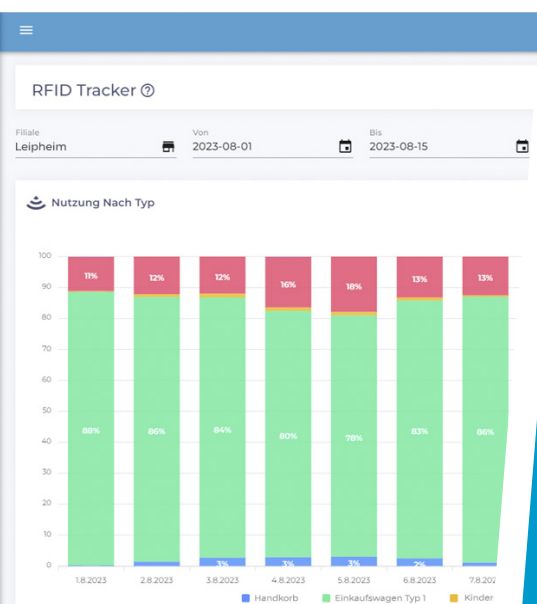 RFID Tracker ?
Filiale Von Bis
Leipheim 2023-08-01 2023-08-15
Nutzung Nach Typ
100
11% 12% 12% 16% 18% 13% 13%
90
80
70
60
50
88% 86% 84% 80% 78% 83% 86%
40
30
20
10
3% 3% 3% 2%
0
1.8.2023 2.8.2023 3.8.2023 4.8.2023 5.8.2023 6.8.2023 7.8.202
Handkorb Einkaufswagen Typ 1 Kinder